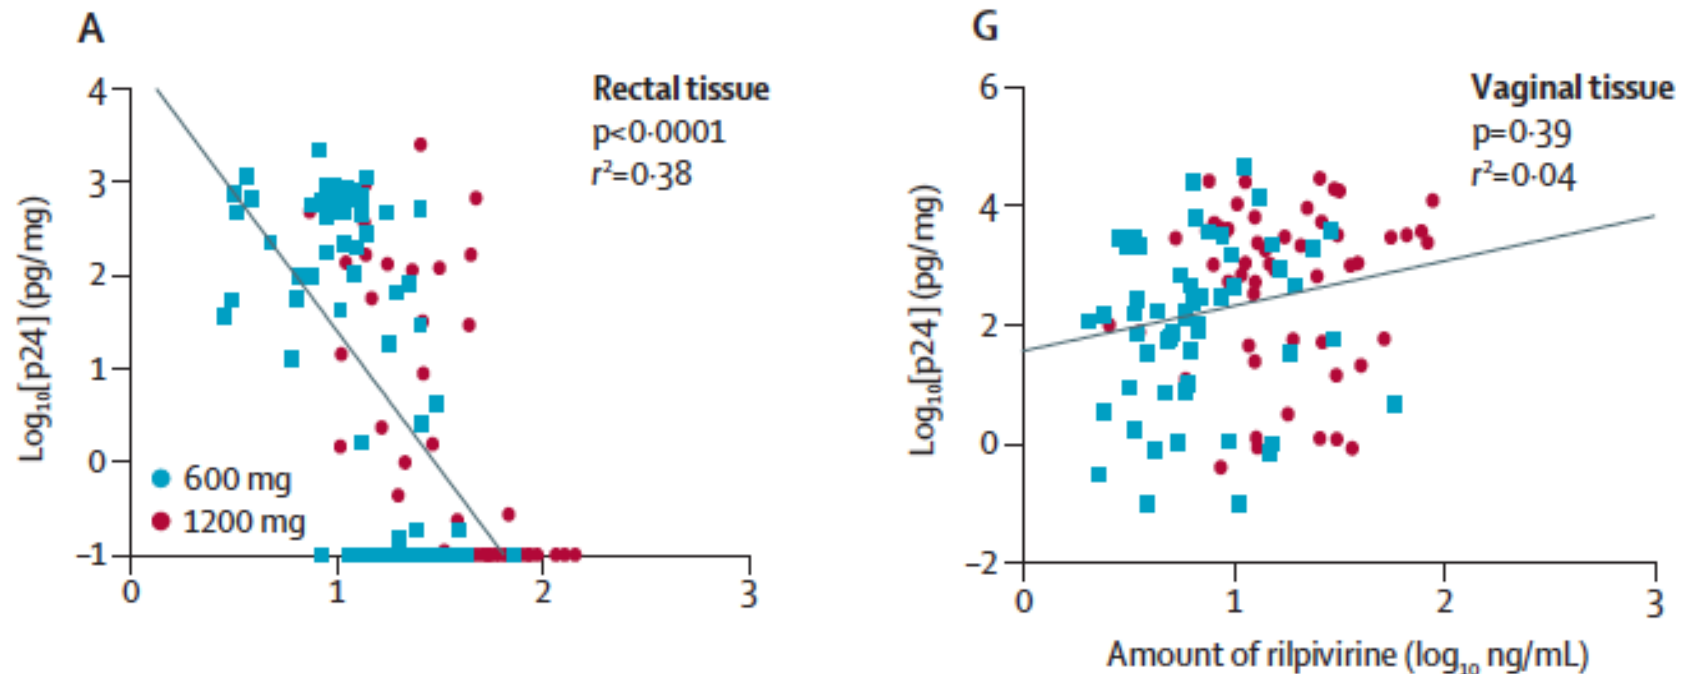 A
Rectal tissue
p<0·0001
r²=0·38
Log₁₀[p24] (pg/mg)
4
3
2
1
0
–1
600 mg
1200 mg
0 1 2 3
G
Vaginal tissue
p=0·39
r²=0·04
Log₁₀[p24] (pg/mg)
6
4
2
0
–2
0 1 2 3
Amount of rilpivirine (log₁₀ ng/mL)